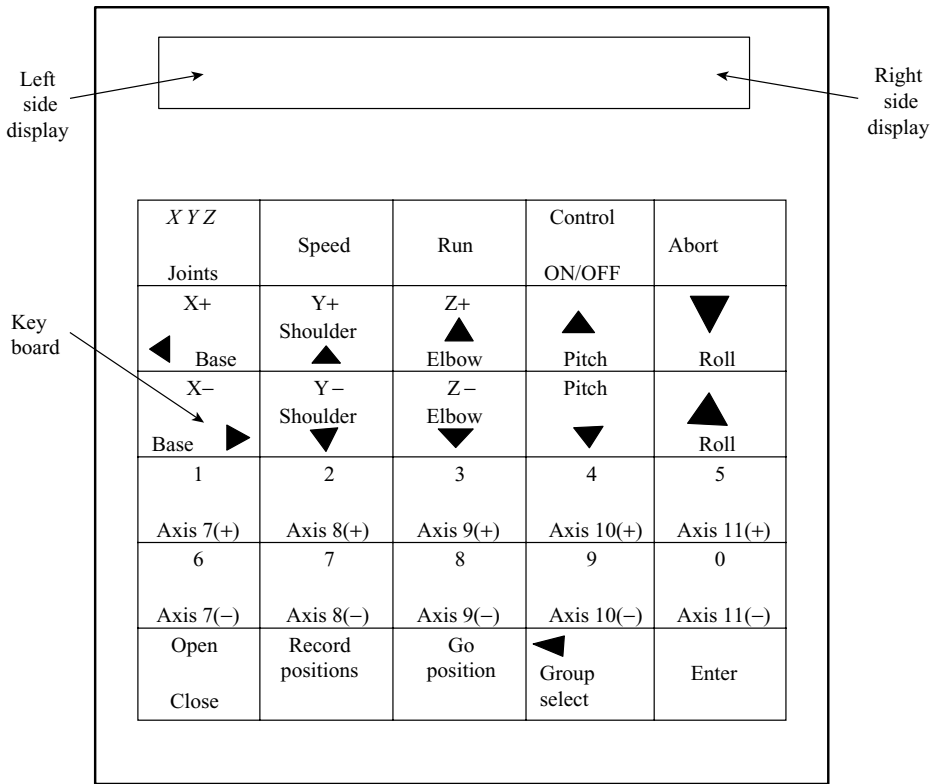 Left
side
display
Right
side
display
Key
board
X Y Z
Joints
Speed
Run
Control
ON/OFF
Abort
X+
Base
Y+
Shoulder
Z+
Elbow
Pitch
Roll
X−
Base
Y−
Shoulder
Z−
Elbow
Pitch
Roll
1
Axis 7(+)
2
Axis 8(+)
3
Axis 9(+)
4
Axis 10(+)
5
Axis 11(+)
6
Axis 7(−)
7
Axis 8(−)
8
Axis 9(−)
9
Axis 10(−)
0
Axis 11(−)
Open
Close
Record
positions
Go
position
Group
select
Enter